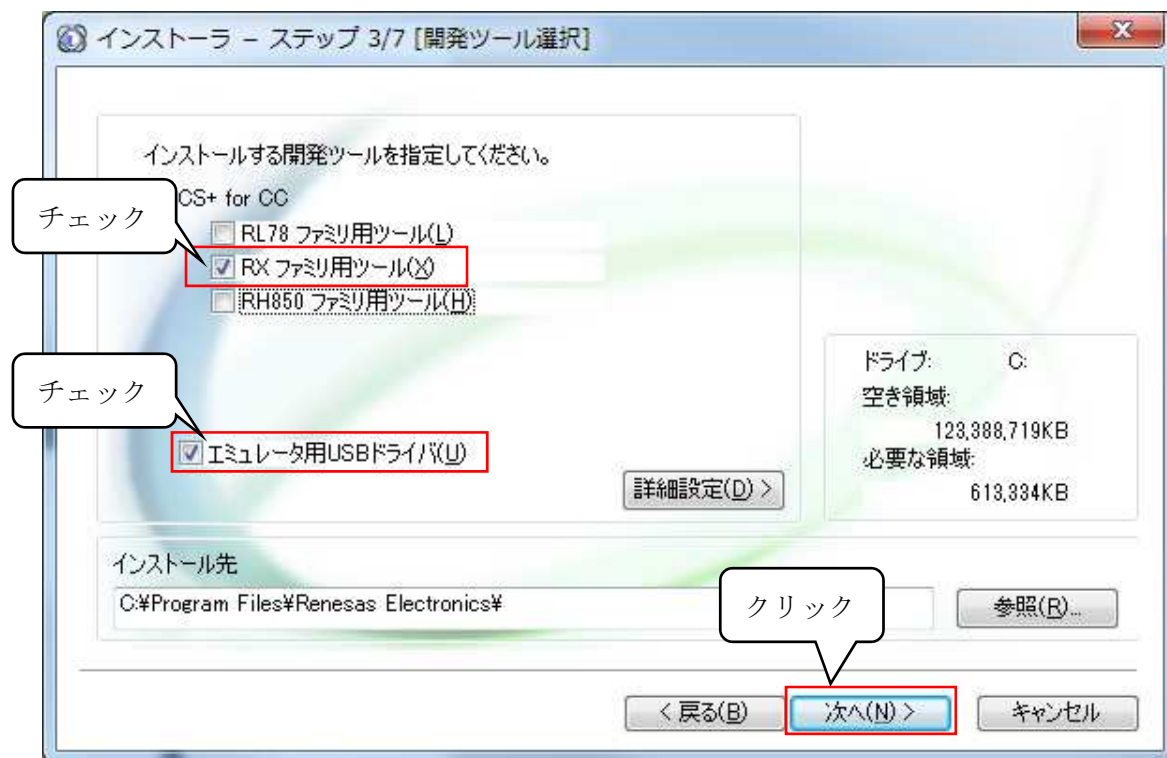 インストーラ – ステップ 3/7 [開発ツール選択]
インストールする開発ツールを指定してください。
CS+ for CC
チェック
RL78 ファミリ用ツール(L)
RX ファミリ用ツール(X)
RH850 ファミリ用ツール(H)
チェック
エミュレータ用USBドライバ(U)
詳細設定(D) >
ドライブ: C:
空き領域:
123,388,719KB
必要な領域:
613,334KB
インストール先
C:¥Program Files¥Renesas Electronics¥
クリック
参照(R)...
< 戻る(B)
次へ(N) >
キャンセル